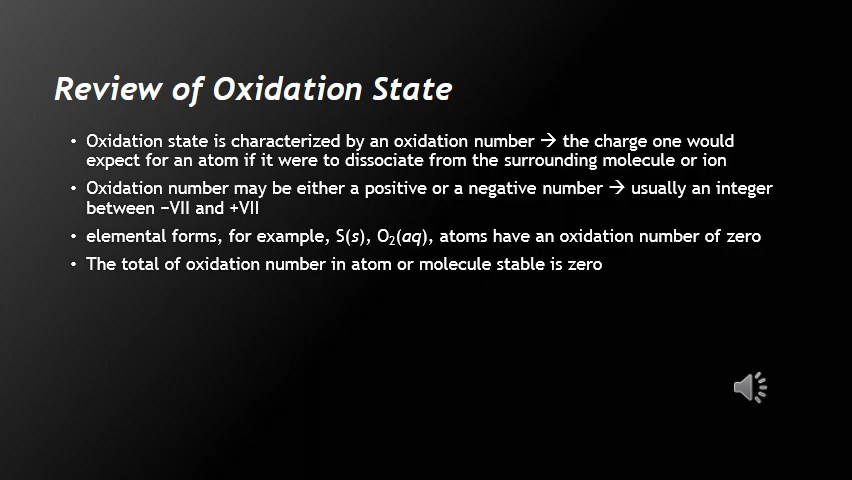 Review of Oxidation State
• Oxidation state is characterized by an oxidation number → the charge one would
expect for an atom if it were to dissociate from the surrounding molecule or ion
• Oxidation number may be either a positive or a negative number → usually an integer
between −VII and +VII
• elemental forms, for example, S(s), O₂(aq), atoms have an oxidation number of zero
• The total of oxidation number in atom or molecule stable is zero